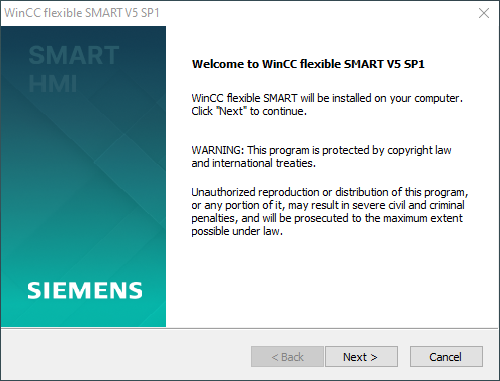 WinCC flexible SMART V5 SP1
SMART
HMI
Welcome to WinCC flexible SMART V5 SP1
WinCC flexible SMART will be installed on your computer.
Click "Next" to continue.
WARNING: This program is protected by copyright law
and international treaties.
Unauthorized reproduction or distribution of this program,
or any portion of it, may result in severe civil and criminal
penalties, and will be prosecuted to the maximum extent
possible under law.
SIEMENS
< Back
Next >
Cancel